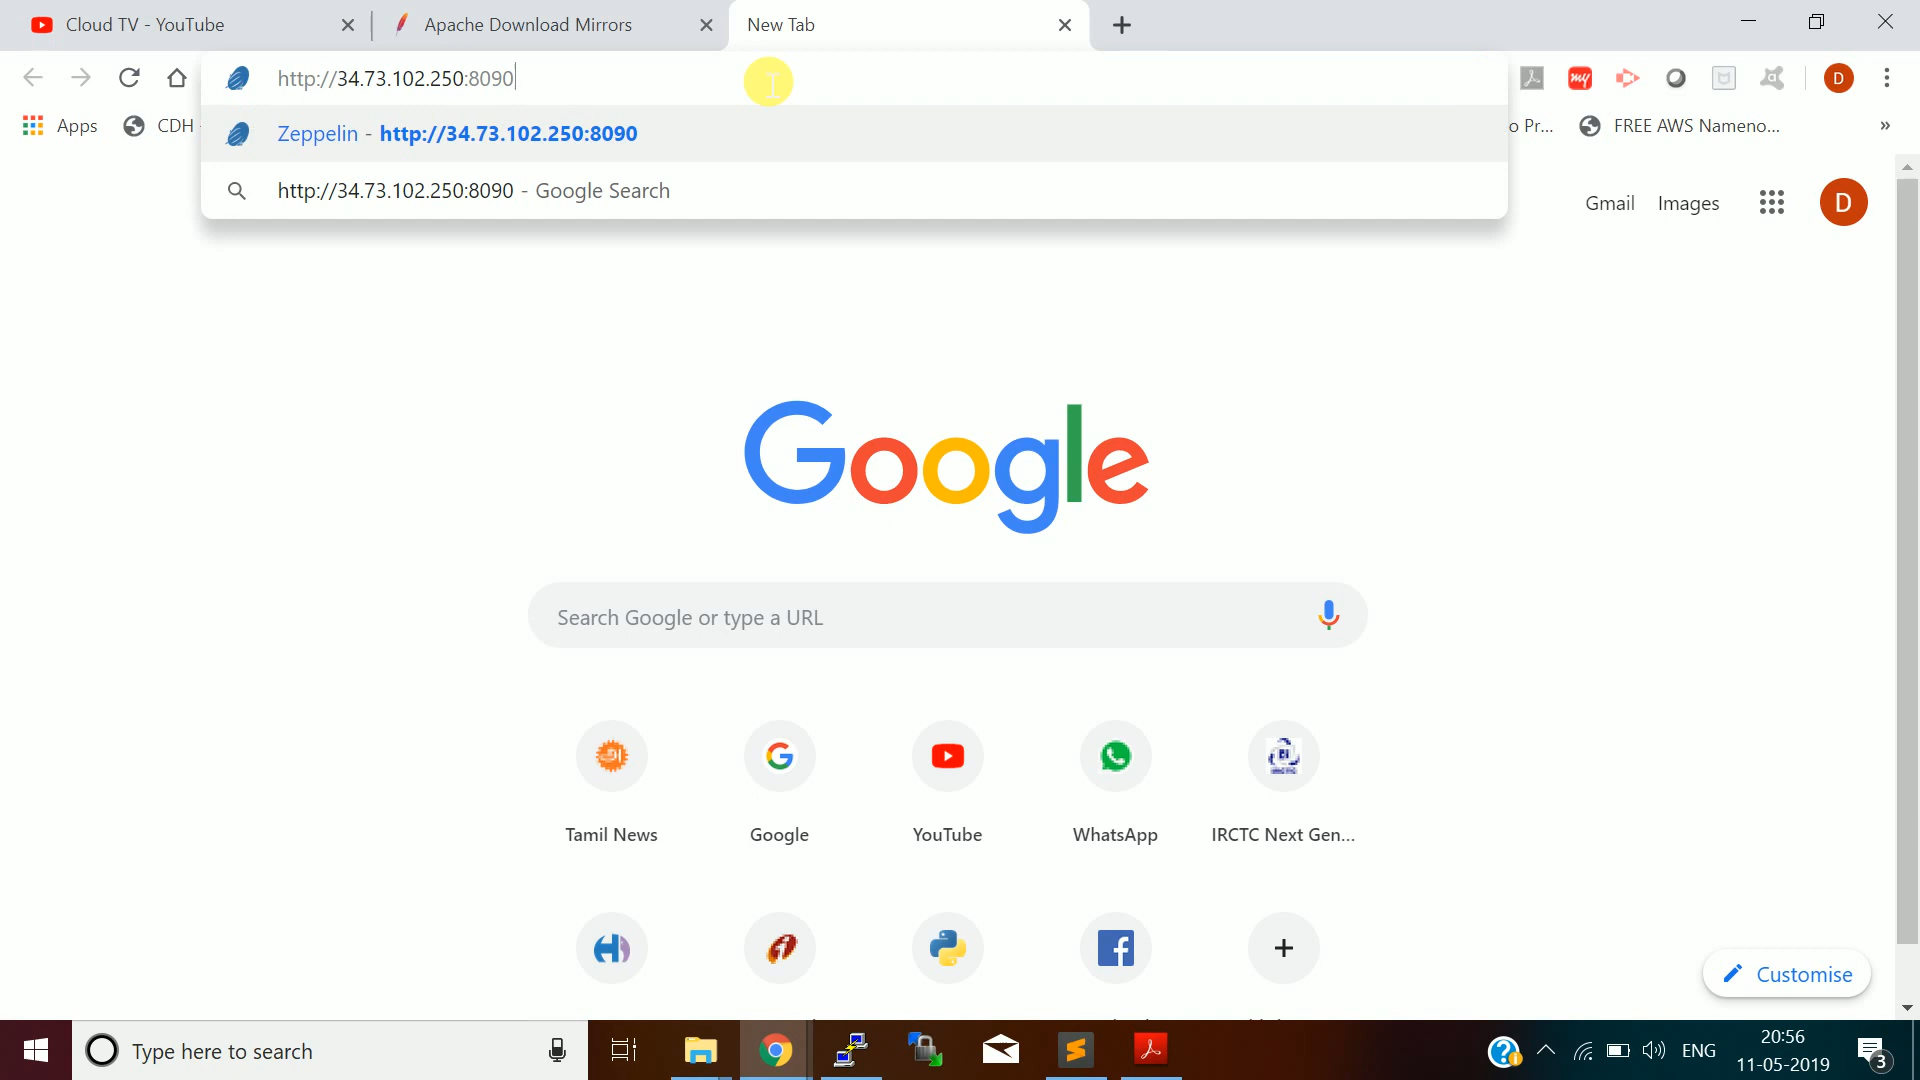 Cloud TV - YouTube
Apache Download Mirrors
New Tab
http://34.73.102.250:8090
my
D
Apps
CDH
o Pr...
FREE AWS Nameno...
»
Zeppelin - http://34.73.102.250:8090
http://34.73.102.250:8090 - Google Search
Gmail
Images
D
Google
Search Google or type a URL
Tamil News
Google
YouTube
WhatsApp
IRCTC Next Gen...
Customise
Type here to search
ENG
20:56
11-05-2019
3